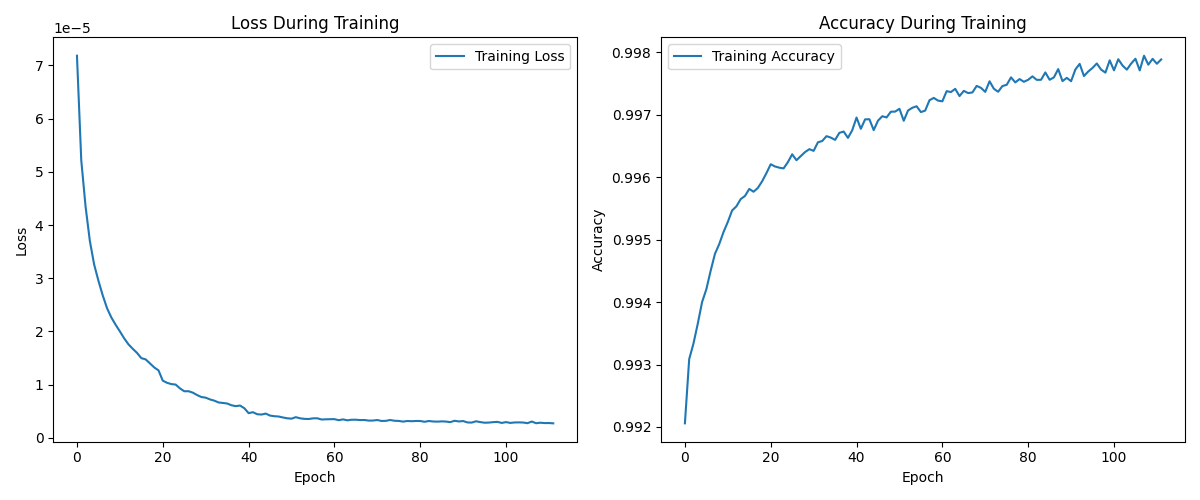 Loss During Training
1e−5
Training Loss
7
6
5
4
3
2
1
0
Loss
0 20 40 60 80 100
Epoch
Accuracy During Training
Training Accuracy
0.998
0.997
0.996
0.995
0.994
0.993
0.992
Accuracy
0 20 40 60 80 100
Epoch